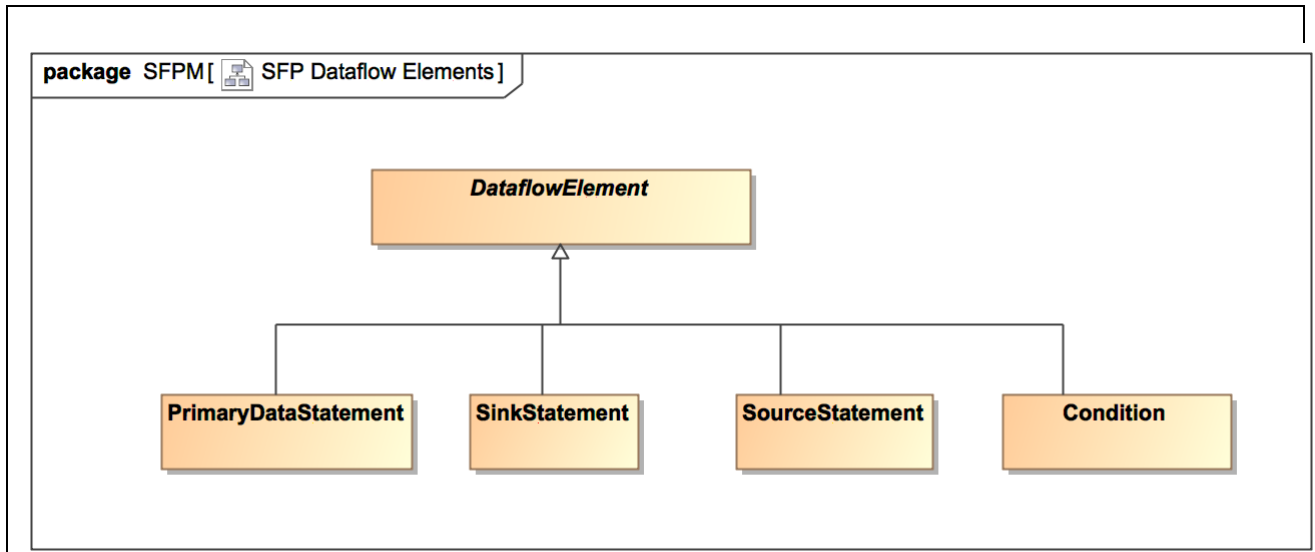 package SFPM[ SFP Dataflow Elements]
DataflowElement
PrimaryDataStatement SinkStatement SourceStatement Condition